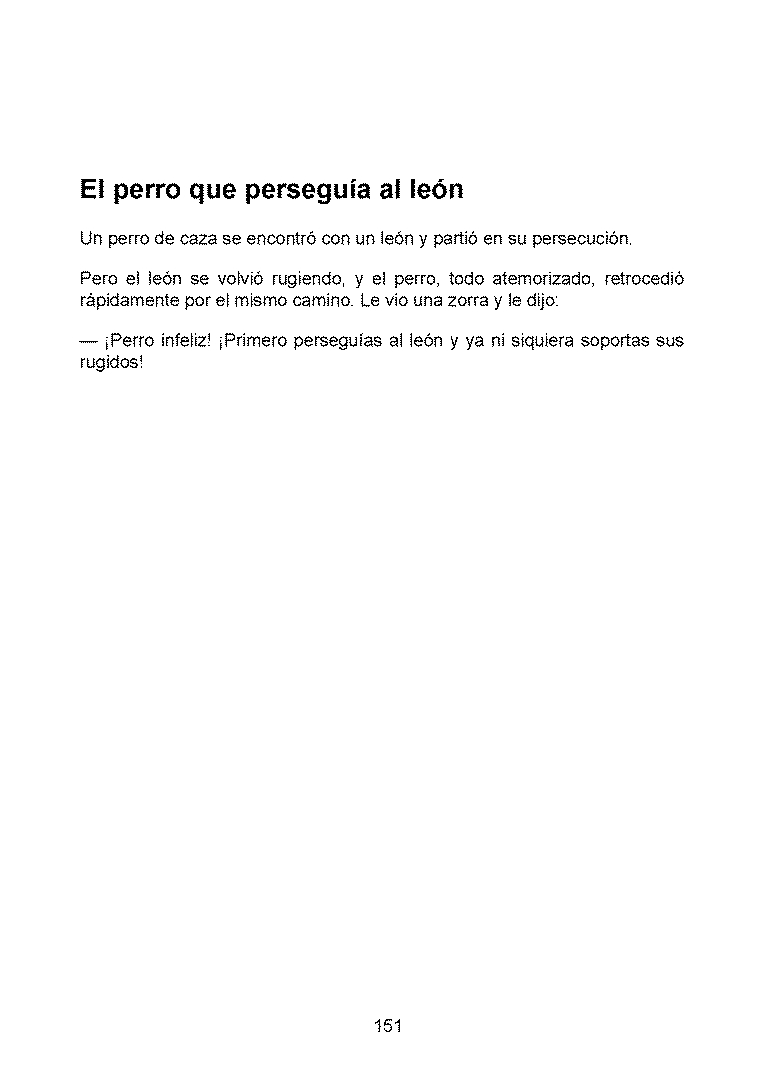 El perro que perseguía al león
Un perro de caza se encontró con un león y partió en su persecución.
Pero el león se volvió rugiendo, y el perro, todo atemorizado, retrocedió
rápidamente por el mismo camino. Le vio una zorra y le dijo:
— ¡Perro infeliz! ¡Primero perseguías al león y ya ni siquiera soportas sus
rugidos!
151